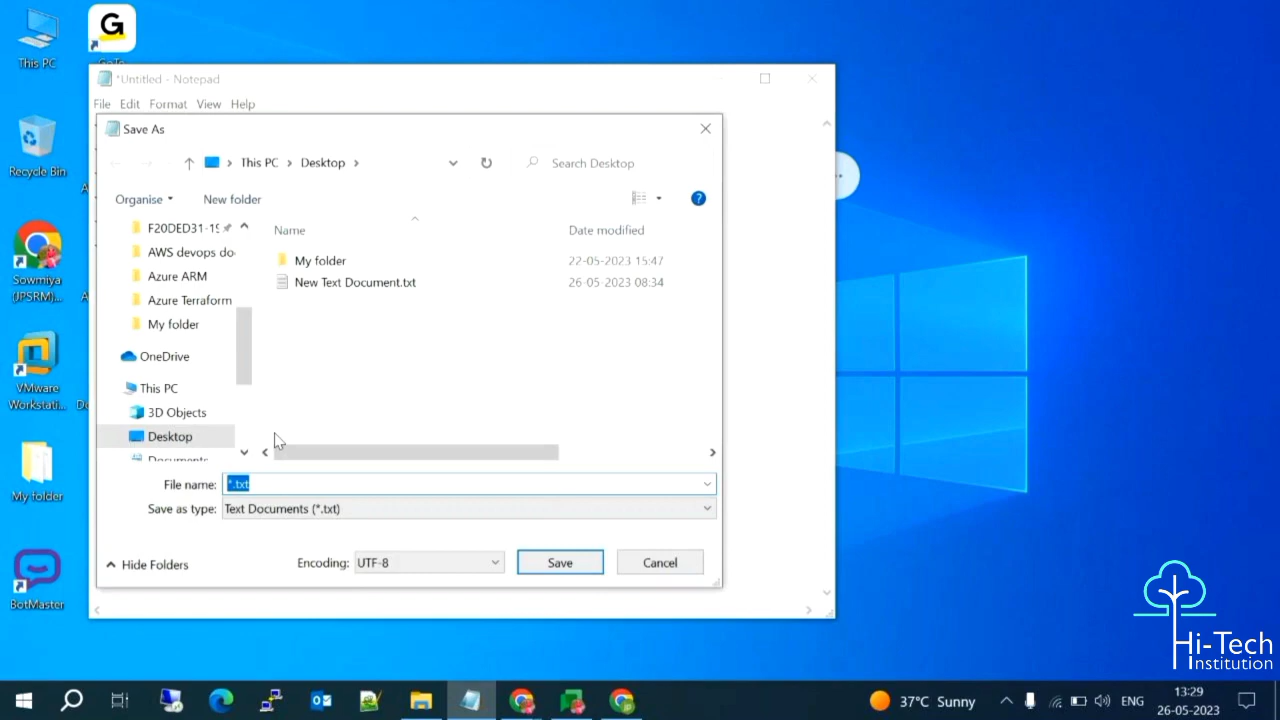 This PC
G
GoTo
Recycle Bin
Sowmiya
(JPSRM)...
VMware
Workstati...
My folder
BotMaster
*Untitled - Notepad
File Edit Format View Help
Save As
This PC > Desktop >
Search Desktop
Organise
New folder
?
Name
Date modified
F20DED31-19
AWS devops do
Azure ARM
Azure Terraform
My folder
OneDrive
This PC
3D Objects
Desktop
Documents
My folder
22-05-2023 15:47
New Text Document.txt
26-05-2023 08:34
File name: *.txt
Save as type: Text Documents (*.txt)
Hide Folders
Encoding: UTF-8
Save
Cancel
Hi-Tech
Institution
37°C Sunny
ENG
13:29
26-05-2023